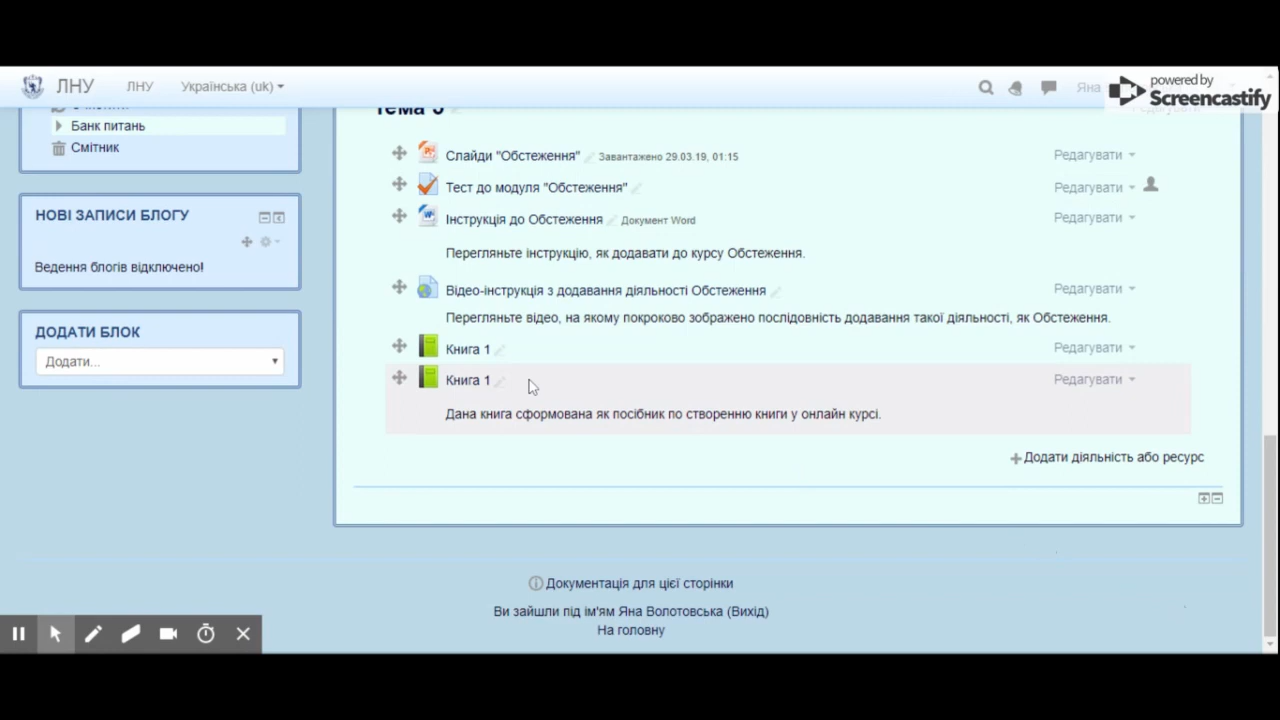 ЛНУ ЛНУ Українська (uk) Яна
powered by
Screencastify
Банк питань
Смітник
НОВІ ЗАПИСИ БЛОГУ
Ведення блогів відключено!
ДОДАТИ БЛОК
Додати...
Слайди "Обстеження" Завантажено 29.03.19, 01:15 Редагувати
Тест до модуля "Обстеження" Редагувати
Інструкція до Обстеження Документ Word Редагувати
Перегляньте інструкцію, як додавати до курсу Обстеження.
Відео-інструкція з додавання діяльності Обстеження Редагувати
Перегляньте відео, на якому покроково зображено послідовність додавання такої діяльності, як Обстеження.
Книга 1 Редагувати
Книга 1 Редагувати
Дана книга сформована як посібник по створенню книги у онлайн курсі.
Додати діяльність або ресурс
Документація для цієї сторінки
Ви зайшли під ім'ям Яна Волотовська (Вихід)
На головну